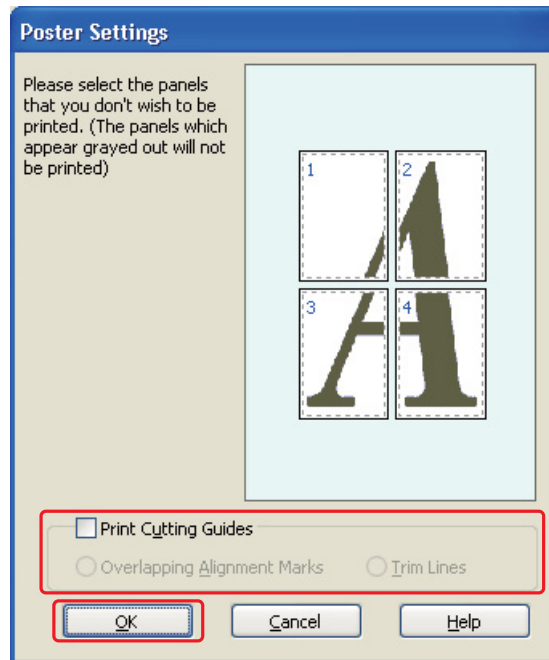 Poster Settings
Please select the panels
that you don't wish to be
printed. (The panels which
appear grayed out will not
be printed)
1
2
3
4
Print Cutting Guides
Overlapping Alignment Marks
Trim Lines
OK
Cancel
Help